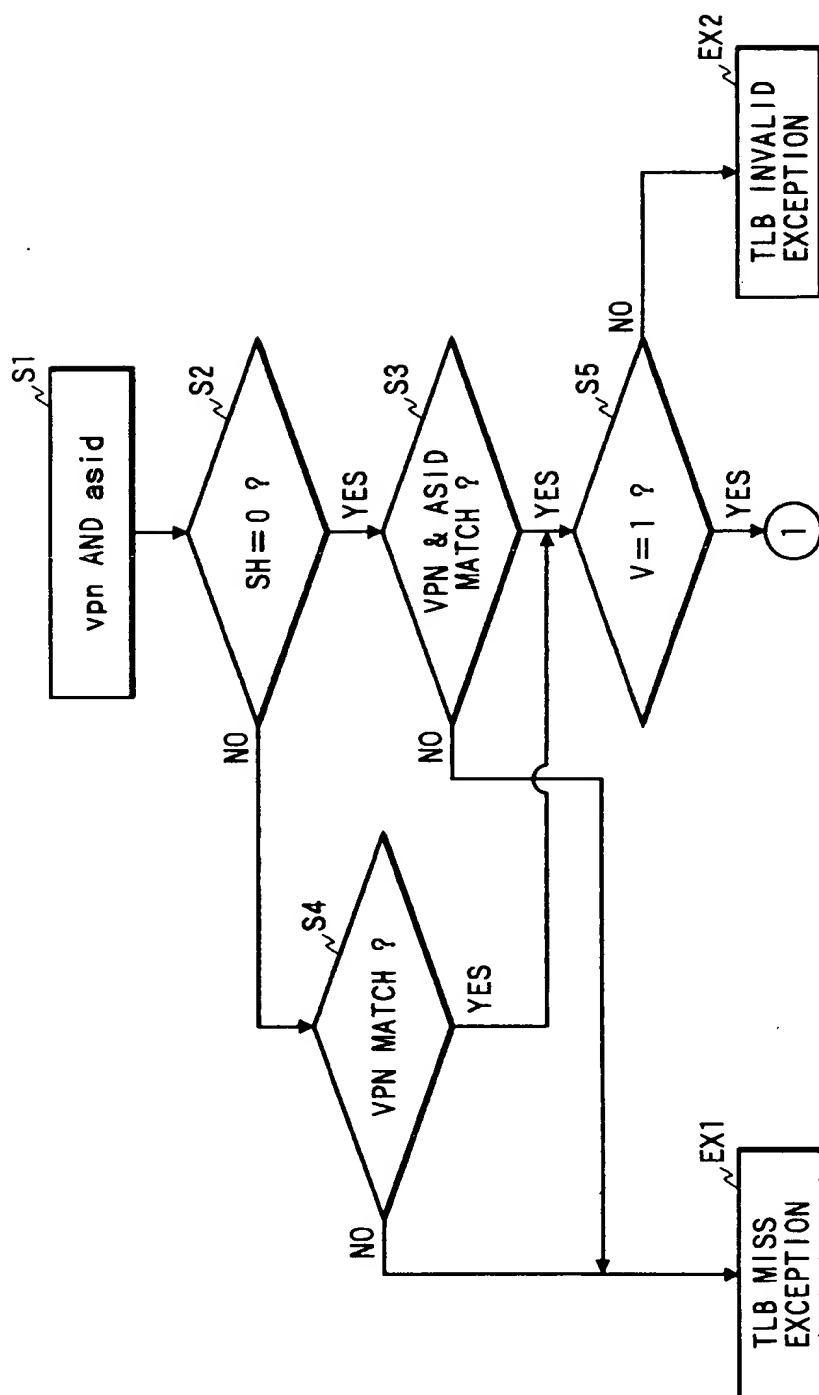 S1
vpn AND asid
S2
SH=0 ?
NO
YES
S3
VPN & ASID
MATCH ?
NO
YES
S4
VPN MATCH ?
NO
YES
S5
V=1 ?
NO
YES
1
EX1
TLB MISS
EXCEPTION
EX2
TLB INVALID
EXCEPTION